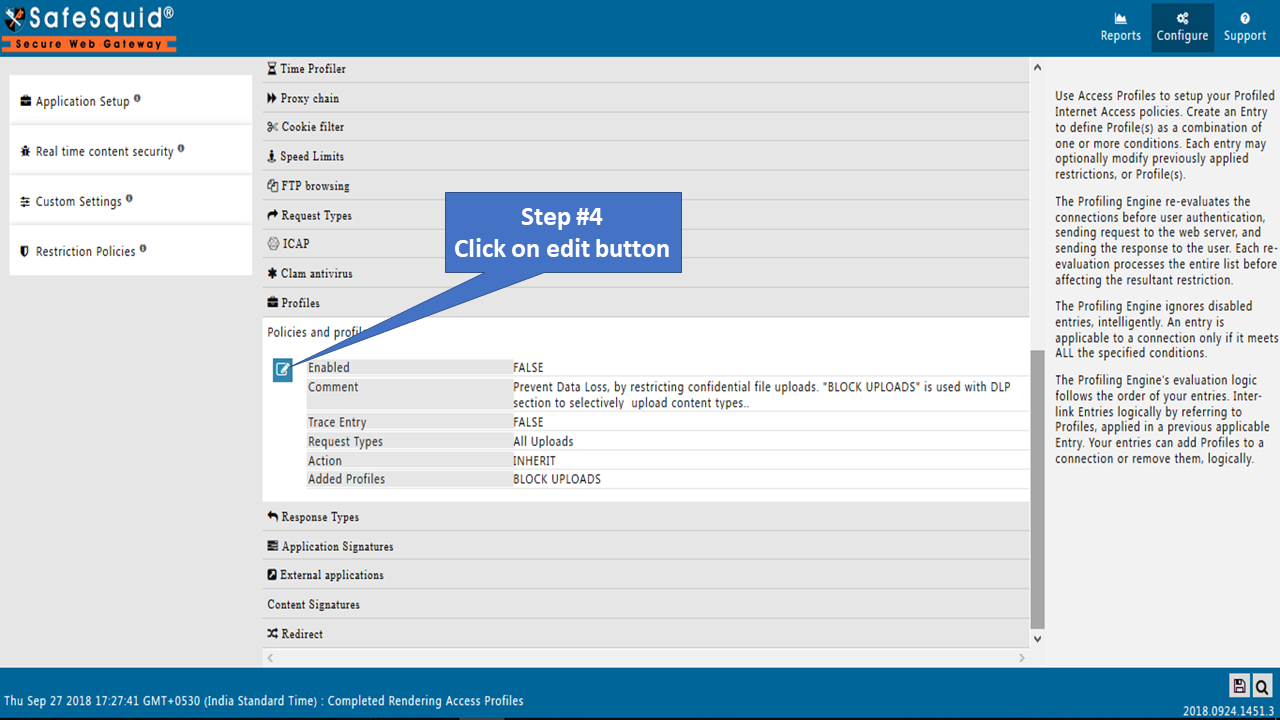 SafeSquid®
Secure Web Gateway
Reports
Configure
Support
Application Setup
Real time content security
Custom Settings
Restriction Policies
Time Profiler
Proxy chain
Cookie filter
Speed Limits
FTP browsing
Request Types
ICAP
Clam antivirus
Profiles
Step #4
Click on edit button
Policies and profil
Enabled FALSE
Comment Prevent Data Loss, by restricting confidential file uploads. "BLOCK UPLOADS" is used with DLP
section to selectively upload content types..
Trace Entry FALSE
Request Types All Uploads
Action INHERIT
Added Profiles BLOCK UPLOADS
Response Types
Application Signatures
External applications
Content Signatures
Redirect
Use Access Profiles to setup your Profiled
Internet Access policies. Create an Entry
to define Profile(s) as a combination of
one or more conditions. Each entry may
optionally modify previously applied
restrictions, or Profile(s).
The Profiling Engine re-evaluates the
connections before user authentication,
sending request to the web server, and
sending the response to the user. Each re-
evaluation processes the entire list before
affecting the resultant restriction.
The Profiling Engine ignores disabled
entries, intelligently. An entry is
applicable to a connection only if it meets
ALL the specified conditions.
The Profiling Engine's evaluation logic
follows the order of your entries. Inter-
link Entries logically by referring to
Profiles, applied in a previous applicable
Entry. Your entries can add Profiles to a
connection or remove them, logically.
Thu Sep 27 2018 17:27:41 GMT+0530 (India Standard Time) : Completed Rendering Access Profiles
2018.0924.1451.3